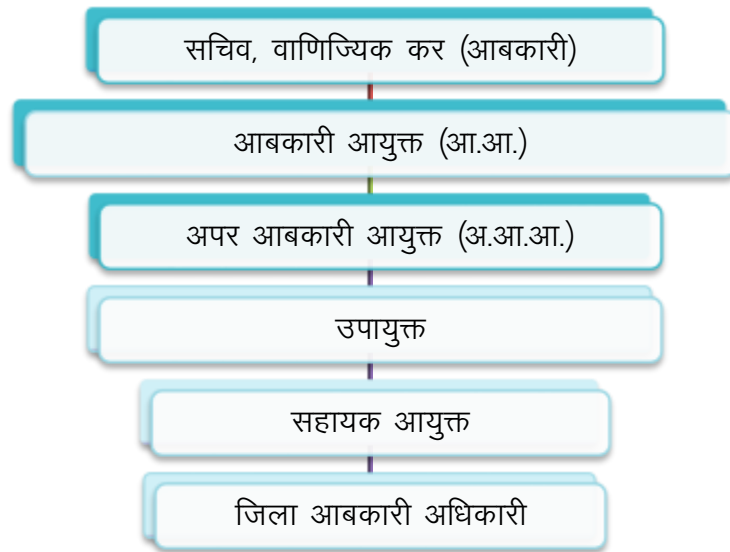 सचिव, वाणिज्यिक कर (आबकारी)
आबकारी आयुक्त (आ.आ.)
अपर आबकारी आयुक्त (अ.आ.आ.)
उपायुक्त
सहायक आयुक्त
जिला आबकारी अधिकारी